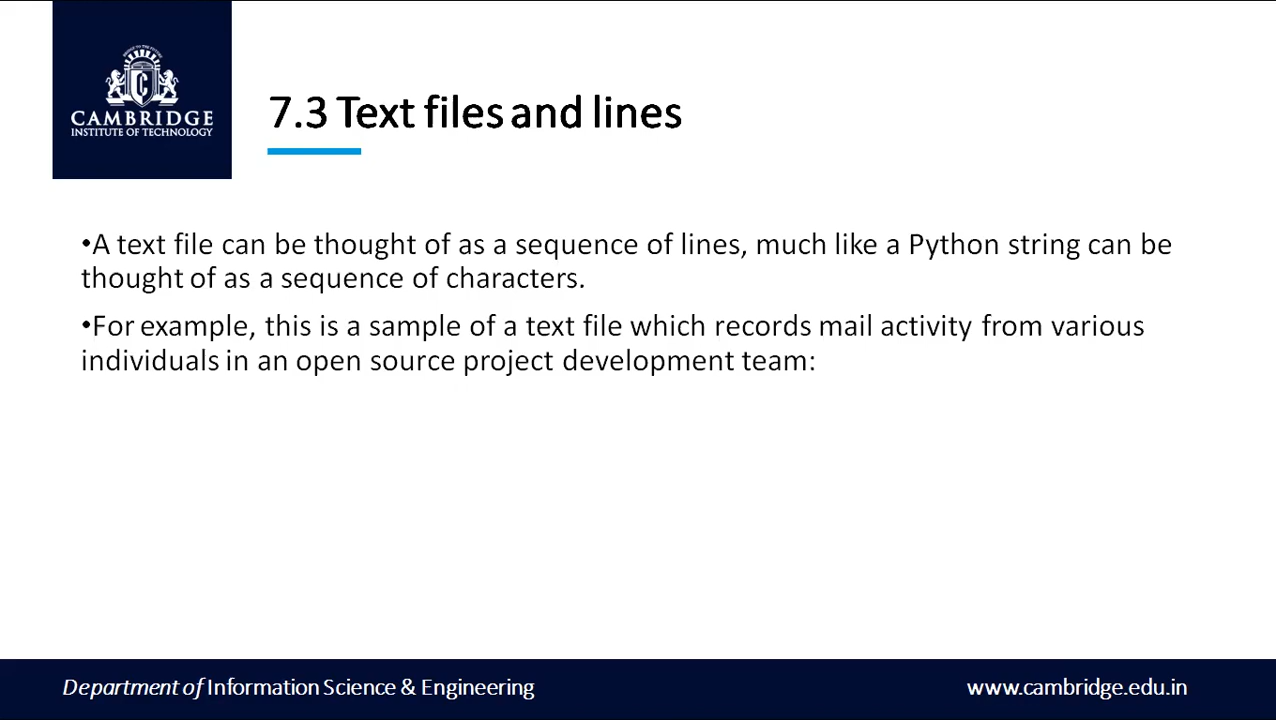 CAMBRIDGE
INSTITUTE OF TECHNOLOGY
7.3 Text files and lines
•A text file can be thought of as a sequence of lines, much like a Python string can be
thought of as a sequence of characters.
•For example, this is a sample of a text file which records mail activity from various
individuals in an open source project development team:
Department of Information Science & Engineering
www.cambridge.edu.in